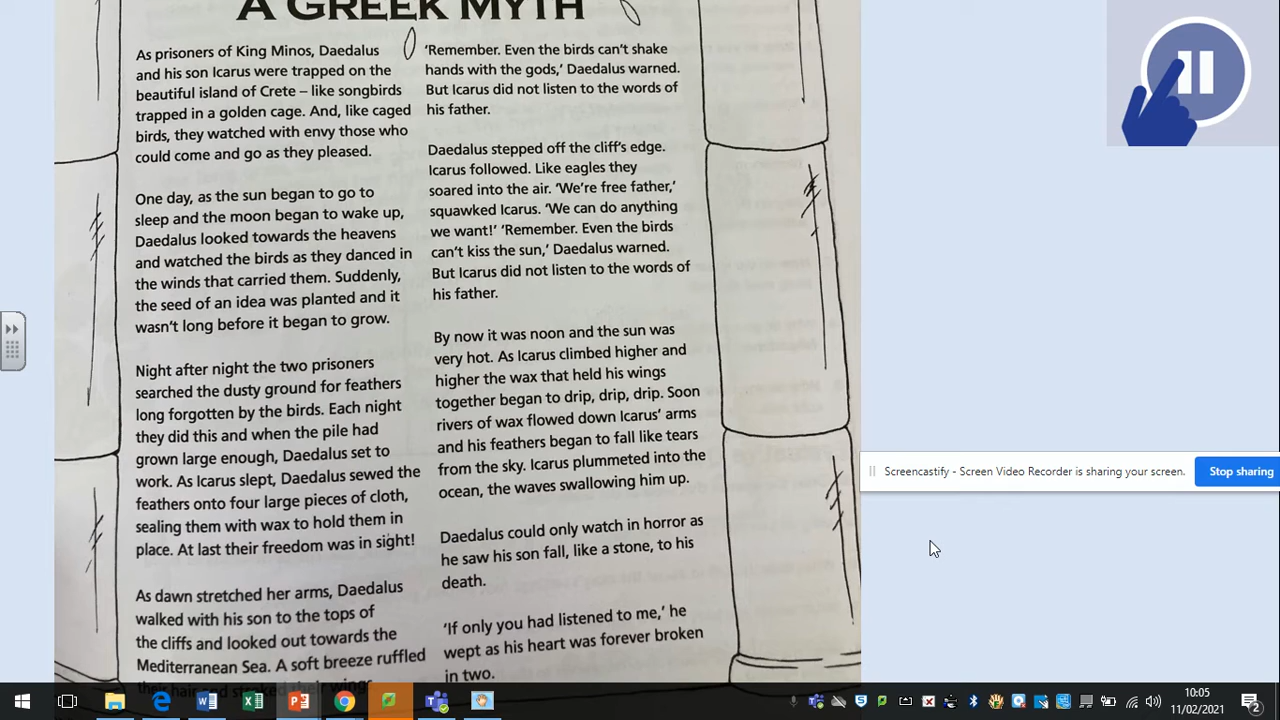 A GREEK MYTH
As prisoners of King Minos, Daedalus
and his son Icarus were trapped on the
beautiful island of Crete – like songbirds
trapped in a golden cage. And, like caged
birds, they watched with envy those who
could come and go as they pleased.
One day, as the sun began to go to
sleep and the moon began to wake up,
Daedalus looked towards the heavens
and watched the birds as they danced in
the winds that carried them. Suddenly,
the seed of an idea was planted and it
wasn't long before it began to grow.
Night after night the two prisoners
searched the dusty ground for feathers
long forgotten by the birds. Each night
they did this and when the pile had
grown large enough, Daedalus set to
work. As Icarus slept, Daedalus sewed the
feathers onto four large pieces of cloth,
sealing them with wax to hold them in
place. At last their freedom was in sight!
As dawn stretched her arms, Daedalus
walked with his son to the tops of
the cliffs and looked out towards the
Mediterranean Sea. A soft breeze ruffled
their hair and stroked their wings
'Remember. Even the birds can't shake
hands with the gods,' Daedalus warned.
But Icarus did not listen to the words of
his father.
Daedalus stepped off the cliff's edge.
Icarus followed. Like eagles they
soared into the air. 'We're free father,'
squawked Icarus. 'We can do anything
we want!' 'Remember. Even the birds
can't kiss the sun,' Daedalus warned.
But Icarus did not listen to the words of
his father.
By now it was noon and the sun was
very hot. As Icarus climbed higher and
higher the wax that held his wings
together began to drip, drip, drip. Soon
rivers of wax flowed down Icarus' arms
and his feathers began to fall like tears
from the sky. Icarus plummeted into the
ocean, the waves swallowing him up.
Daedalus could only watch in horror as
he saw his son fall, like a stone, to his
death.
'If only you had listened to me,' he
wept as his heart was forever broken
in two.
Screencastify - Screen Video Recorder is sharing your screen.
Stop sharing
10:05
11/02/2021
2